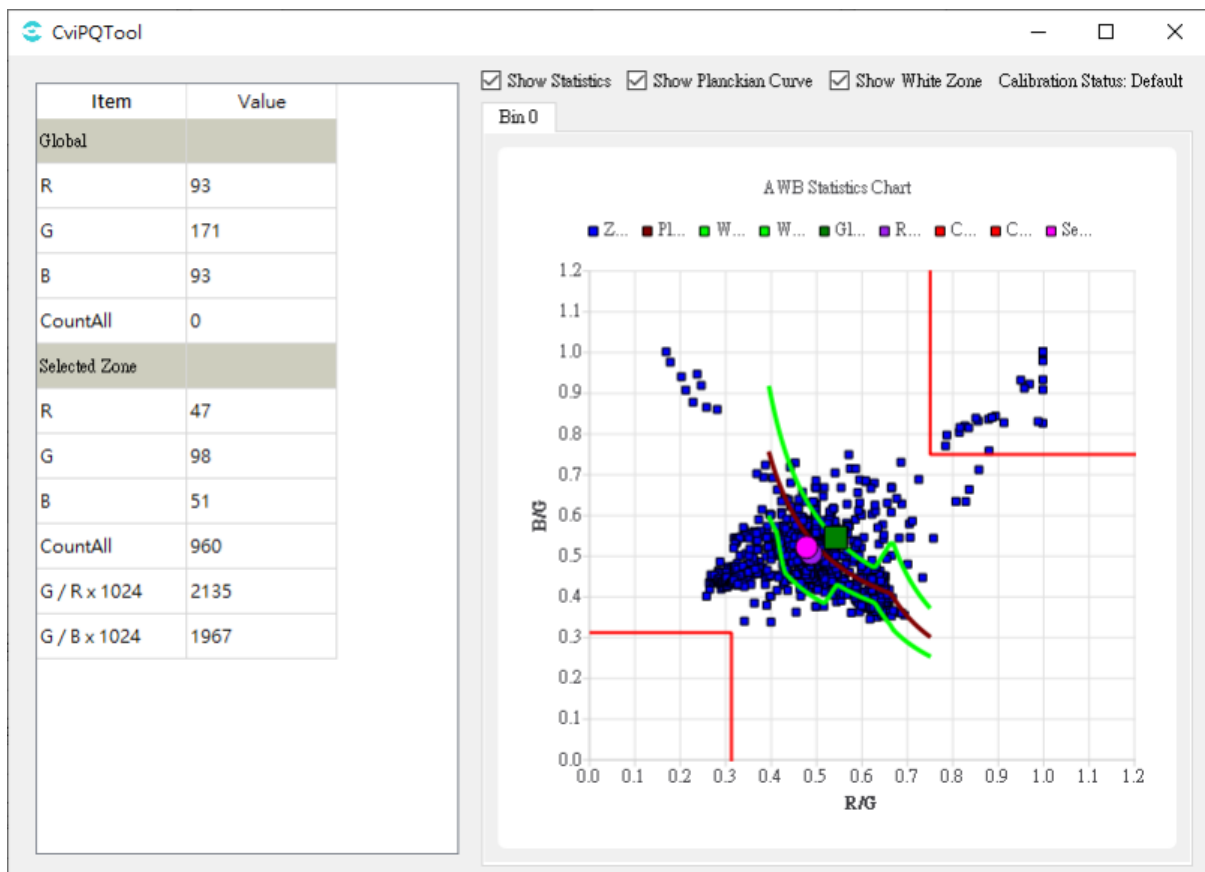 CviPQTool
Item Value
Global
R 93
G 171
B 93
CountAll 0
Selected Zone
R 47
G 98
B 51
CountAll 960
G / R x 1024 2135
G / B x 1024 1967
Show Statistics Show Planckian Curve Show White Zone Calibration Status: Default
Bin 0
AWB Statistics Chart
Z... Pl... W... W... Gl... R... C... C... Se...
1.2
1.1
1.0
0.9
0.8
0.7
0.6
0.5
0.4
0.3
0.2
0.1
0.0
B/G
0.0 0.1 0.2 0.3 0.4 0.5 0.6 0.7 0.8 0.9 1.0 1.1 1.2
R/G